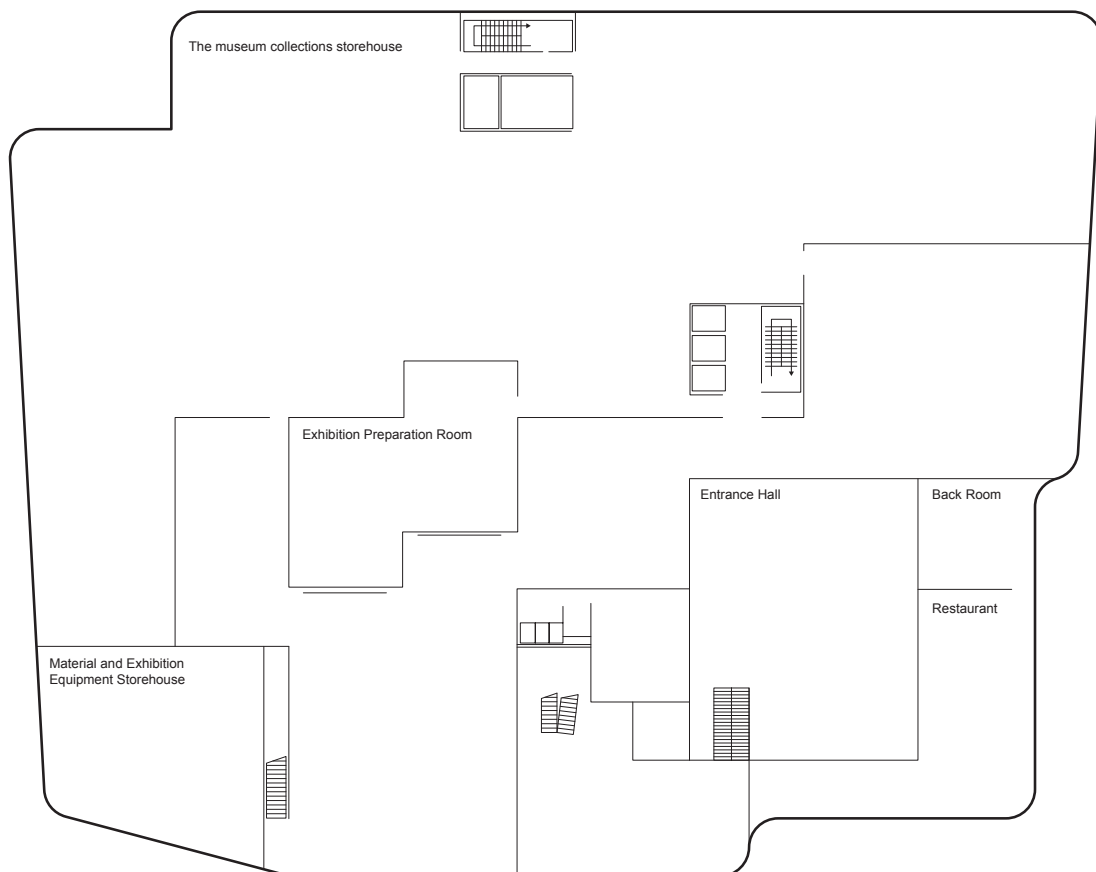 The museum collections storehouse
Exhibition Preparation Room
Entrance Hall
Back Room
Restaurant
Material and Exhibition
Equipment Storehouse